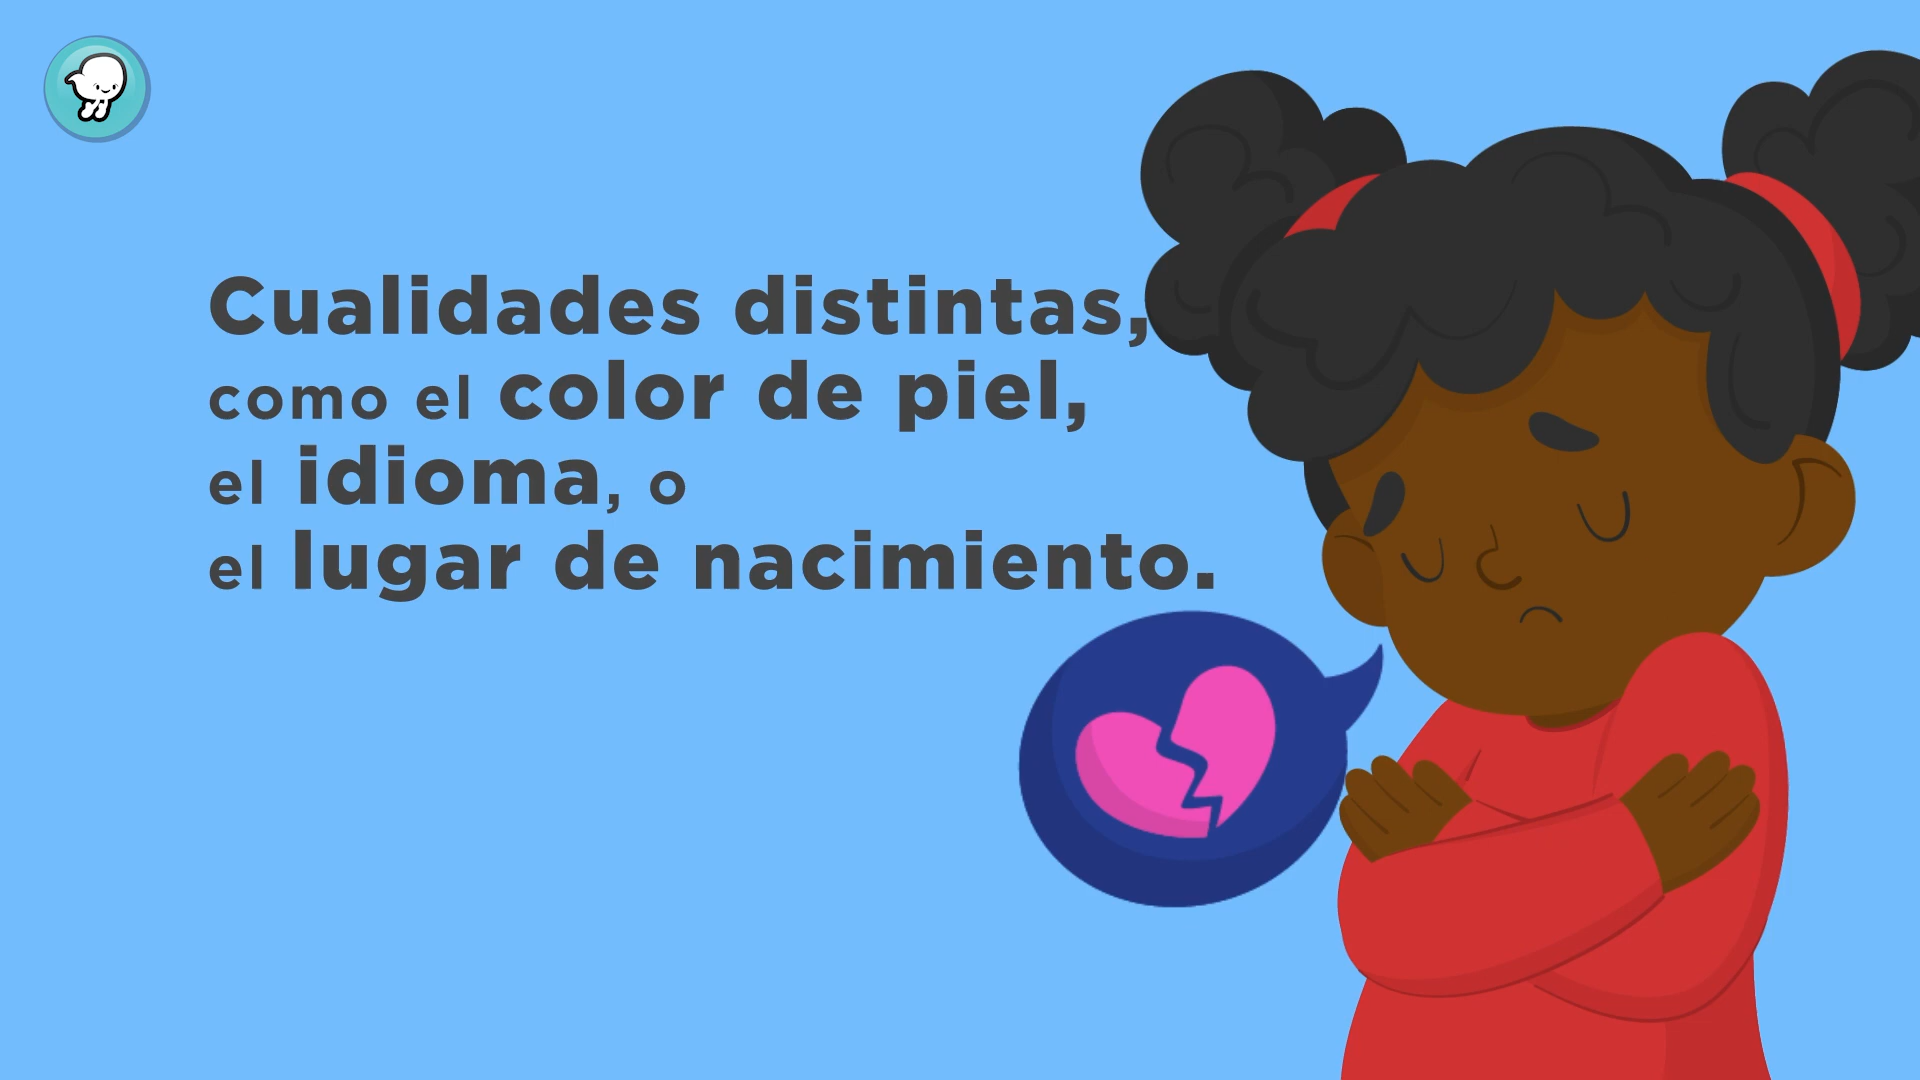 Cualidades distintas,
como el color de piel,
el idioma, o
el lugar de nacimiento.